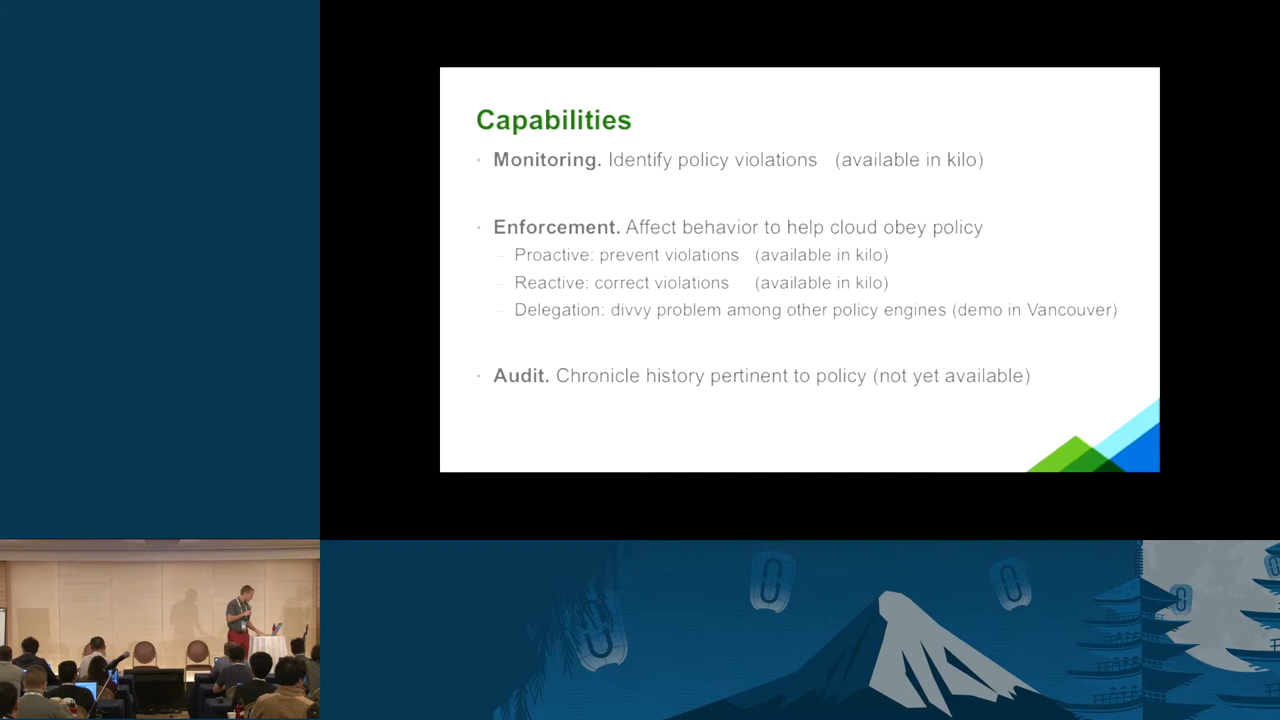 Capabilities
· Monitoring. Identify policy violations (available in kilo)
· Enforcement. Affect behavior to help cloud obey policy
– Proactive: prevent violations (available in kilo)
– Reactive: correct violations (available in kilo)
– Delegation: divvy problem among other policy engines (demo in Vancouver)
· Audit. Chronicle history pertinent to policy (not yet available)